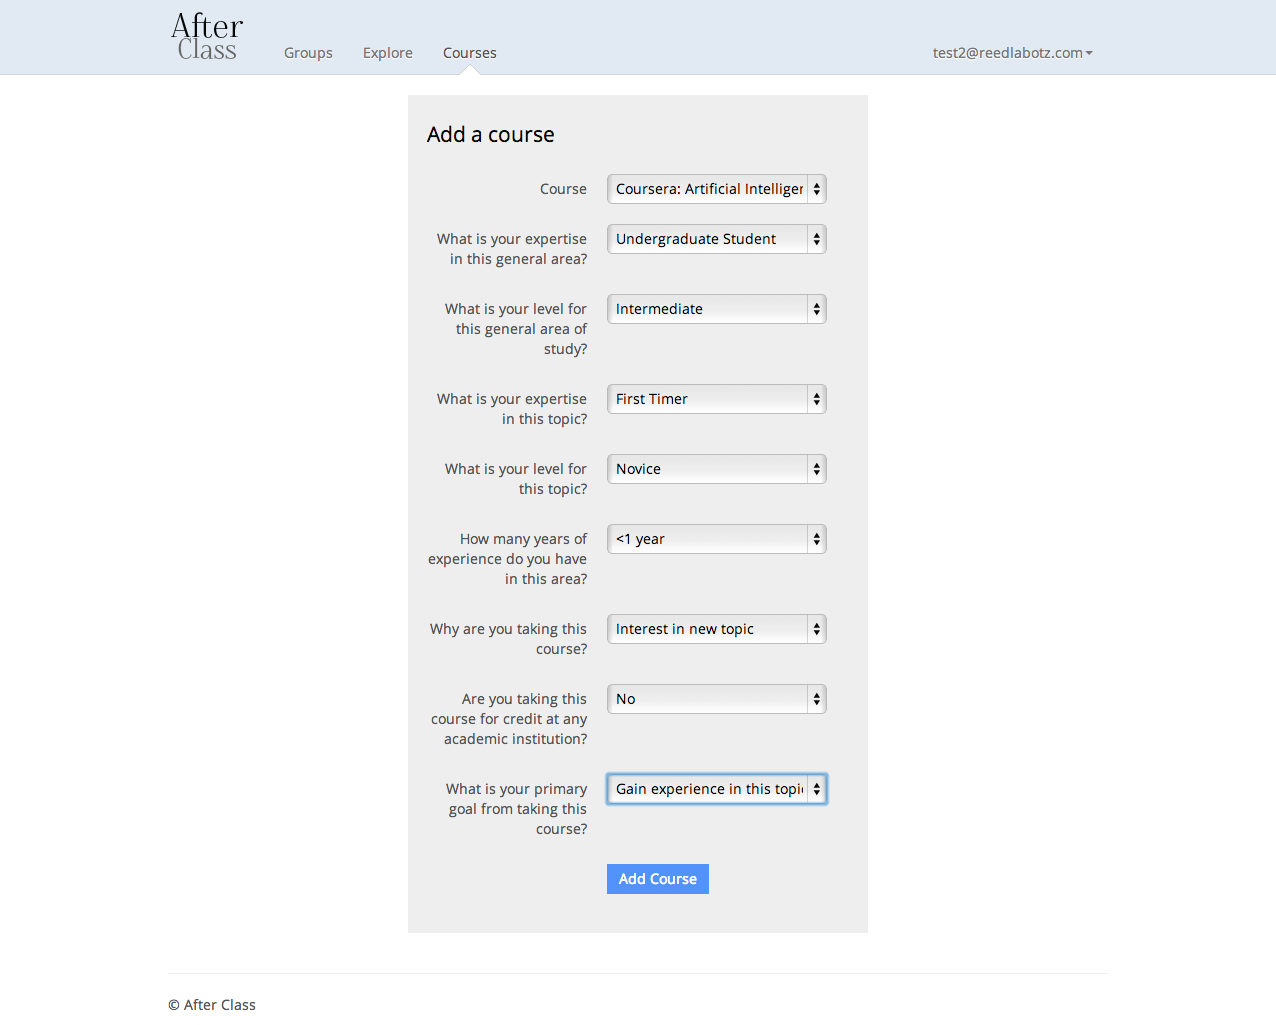 After
Class
Groups Explore Courses test2@reedlabotz.com
Add a course
Course Coursera: Artificial Intelligen
What is your expertise Undergraduate Student
in this general area?
What is your level for Intermediate
this general area of
study?
What is your expertise First Timer
in this topic?
What is your level for Novice
this topic?
How many years of <1 year
experience do you have
in this area?
Why are you taking this Interest in new topic
course?
Are you taking this No
course for credit at any
academic institution?
What is your primary Gain experience in this topic
goal from taking this
course?
Add Course
© After Class